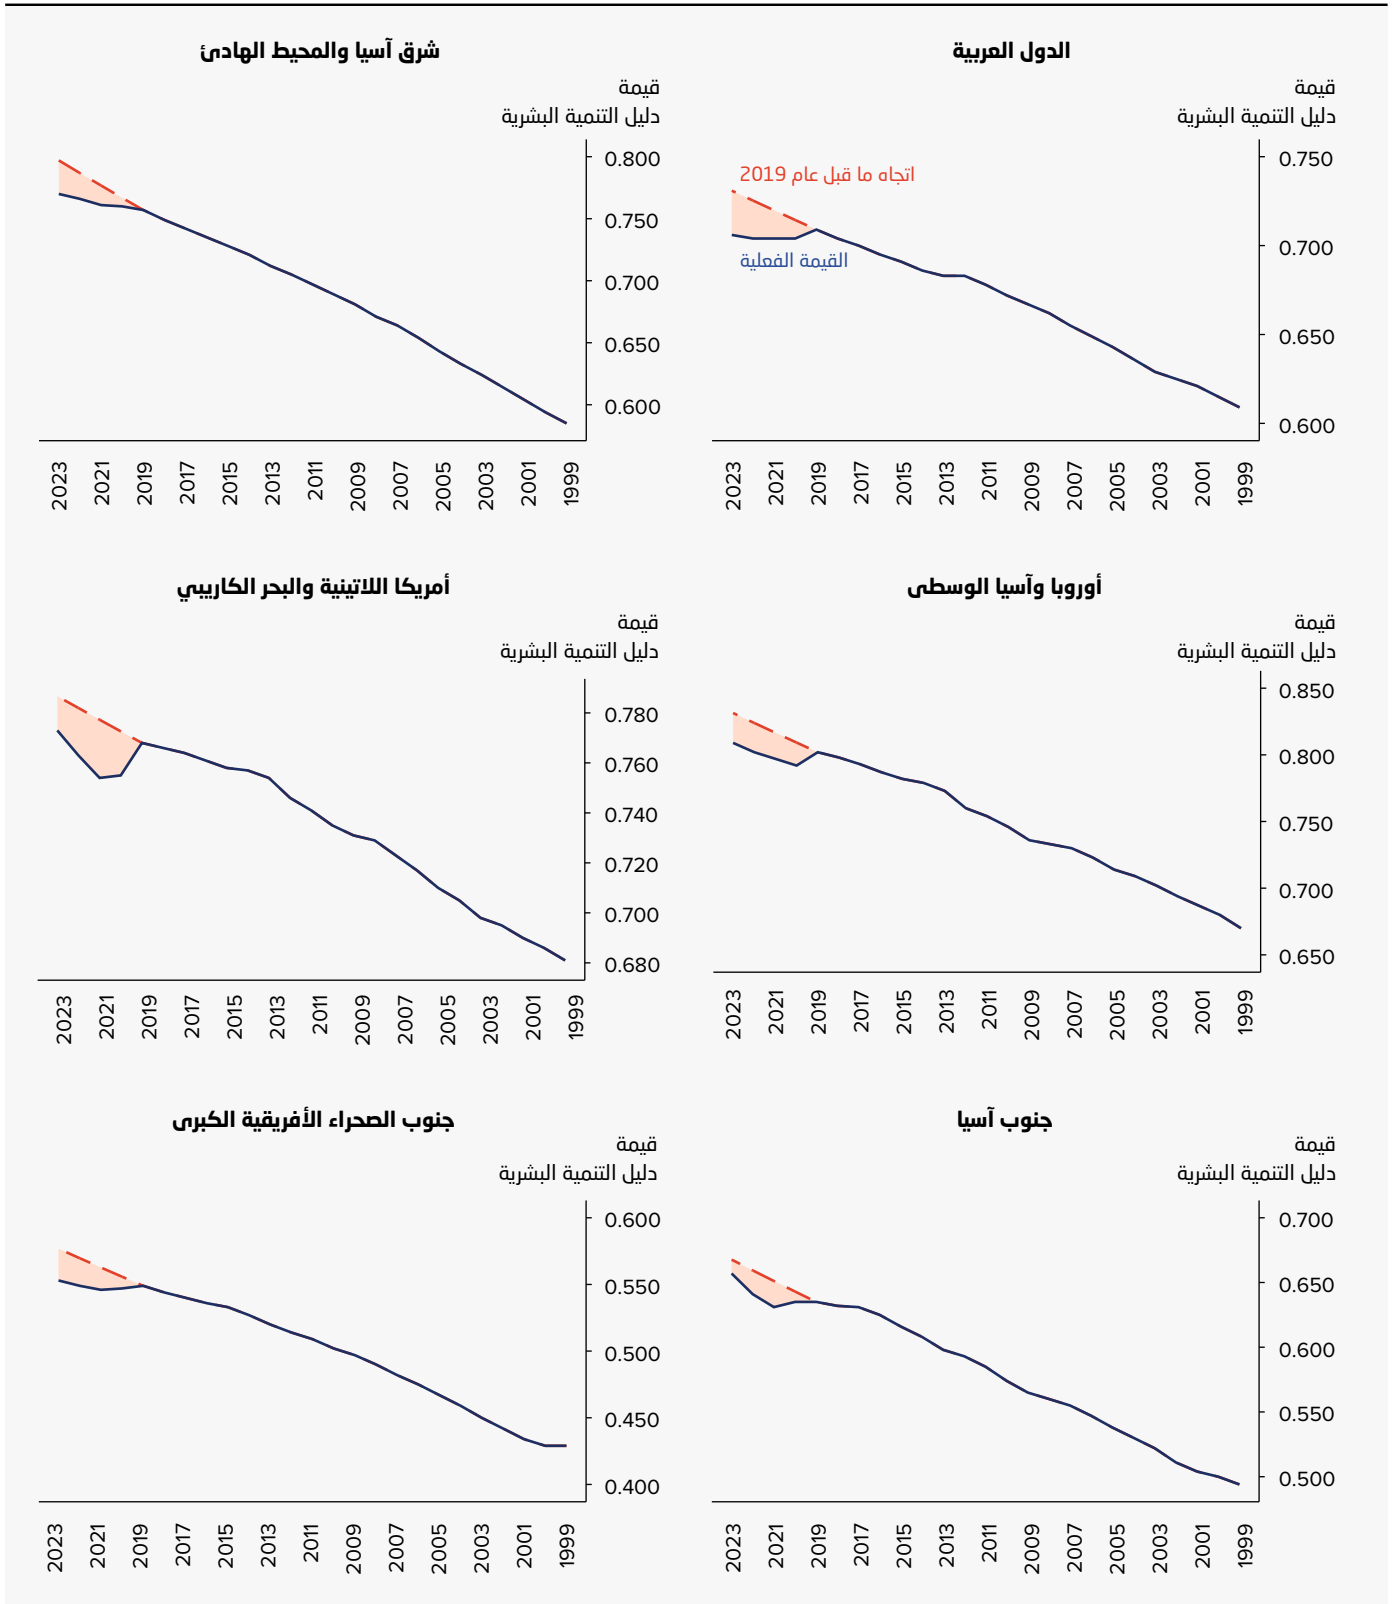 الدول العربية
قيمة
دليل التنمية البشرية
0.750
0.700
0.650
0.600
اتجاه ما قبل عام 2019
القيمة الفعلية
1999 2001 2003 2005 2007 2009 2011 2013 2015 2017 2019 2021 2023
شرق آسيا والمحيط الهادئ
قيمة
دليل التنمية البشرية
0.800
0.750
0.700
0.650
0.600
1999 2001 2003 2005 2007 2009 2011 2013 2015 2017 2019 2021 2023
أوروبا وآسيا الوسطى
قيمة
دليل التنمية البشرية
0.850
0.800
0.750
0.700
0.650
1999 2001 2003 2005 2007 2009 2011 2013 2015 2017 2019 2021 2023
أمريكا اللاتينية والبحر الكاريبي
قيمة
دليل التنمية البشرية
0.780
0.760
0.740
0.720
0.700
0.680
1999 2001 2003 2005 2007 2009 2011 2013 2015 2017 2019 2021 2023
جنوب آسيا
قيمة
دليل التنمية البشرية
0.700
0.650
0.600
0.550
0.500
1999 2001 2003 2005 2007 2009 2011 2013 2015 2017 2019 2021 2023
جنوب الصحراء الأفريقية الكبرى
قيمة
دليل التنمية البشرية
0.600
0.550
0.500
0.450
0.400
1999 2001 2003 2005 2007 2009 2011 2013 2015 2017 2019 2021 2023